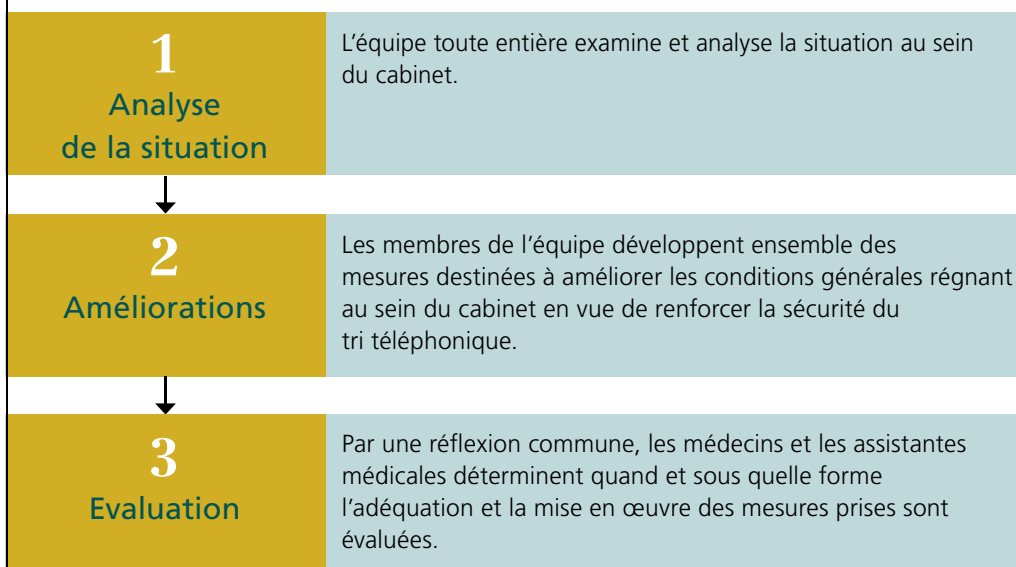 1
Analyse
de la situation
L’équipe toute entière examine et analyse la situation au sein
du cabinet.
2
Améliorations
Les membres de l’équipe développent ensemble des
mesures destinées à améliorer les conditions générales régnant
au sein du cabinet en vue de renforcer la sécurité du
tri téléphonique.
3
Evaluation
Par une réflexion commune, les médecins et les assistantes
médicales déterminent quand et sous quelle forme
l’adéquation et la mise en œuvre des mesures prises sont
évaluées.